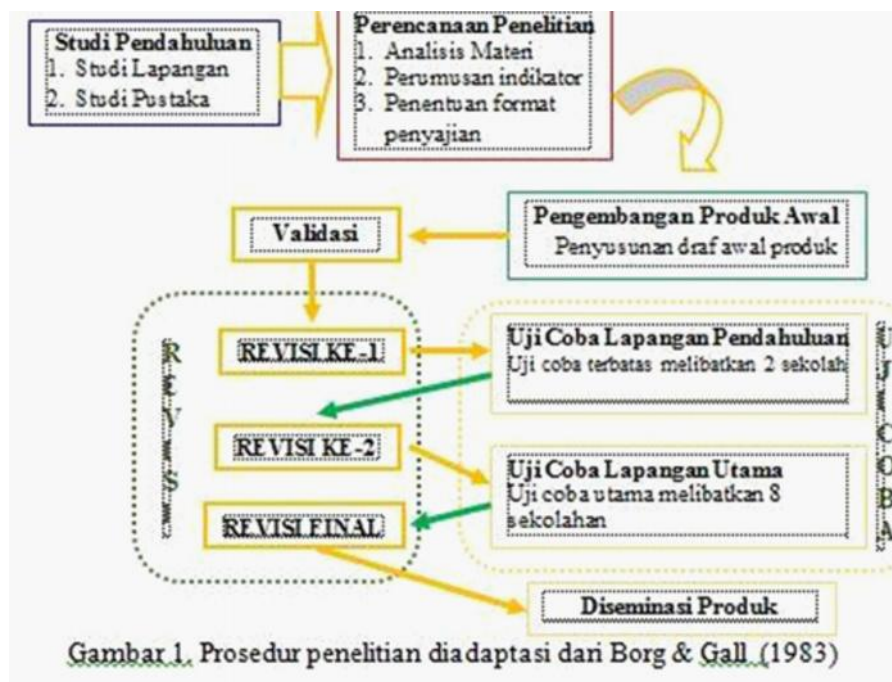 Studi Pendahuluan
1. Studi Lapangan
2. Studi Pustaka
Perencanaan Penelitian
1. Analisis Materi
2. Perumusan indikator
3. Penentuan format
penyajian
Pengembangan Produk Awal
Penyusunan draf awal produk
Validasi
REVISI KE-1
Uji Coba Lapangan Pendahuluan
Uji coba terbatas melibatkan 2 sekolah
REVISI KE-2
Uji Coba Lapangan Utama
Uji coba utama melibatkan 8
sekolahan
REVISI FINAL
Diseminasi Produk
Gambar 1. Prosedur penelitian diadaptasi dari Borg & Gall (1983)